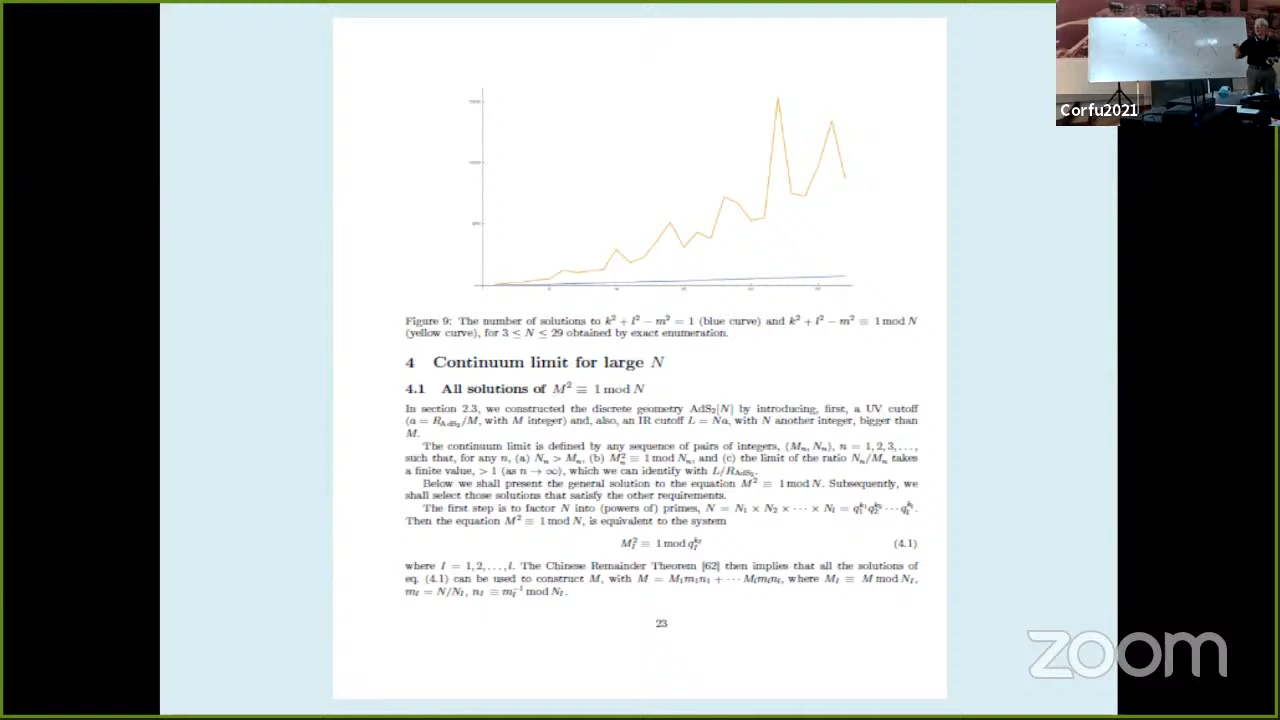 Corfu2021
Figure 9: The number of solutions to k² + l² − m² = 1 (blue curve) and k² + l² − m² ≡ 1 mod N
(yellow curve), for 3 ≤ N ≤ 29 obtained by exact enumeration.
4 Continuum limit for large N
4.1 All solutions of M² ≡ 1 mod N
In section 2.3, we constructed the discrete geometry AdS₂[N] by introducing, first, a UV cutoff
(a = R_AdS₂/M, with M integer) and, also, an IR cutoff L = Na, with N another integer, bigger than
M.
The continuum limit is defined by any sequence of pairs of integers, (Mₙ, Nₙ), n = 1, 2, 3, . . . ,
such that, for any n, (a) Nₙ > Mₙ, (b) Mₙ² ≡ 1 mod Nₙ, and (c) the limit of the ratio Nₙ/Mₙ takes
a finite value, > 1 (as n → ∞), which we can identify with L/R_AdS₂.
Below we shall present the general solution to the equation M² ≡ 1 mod N. Subsequently, we
shall select those solutions that satisfy the other requirements.
The first step is to factor N into (powers of) primes, N = N₁ × N₂ × · · · × Nₗ = q₁^k₁ q₂^k₂ · · · qₗ^kₗ.
Then the equation M² ≡ 1 mod N, is equivalent to the system
M_I² ≡ 1 mod q_I^k_I (4.1)
where I = 1, 2, . . . , l. The Chinese Remainder Theorem [62] then implies that all the solutions of
eq. (4.1) can be used to construct M, with M = M₁m₁n₁ + · · · Mₗmₗnₗ, where M_I ≡ M mod N_I,
m_I = N/N_I, n_I ≡ m_I⁻¹ mod N_I.
23
zoom